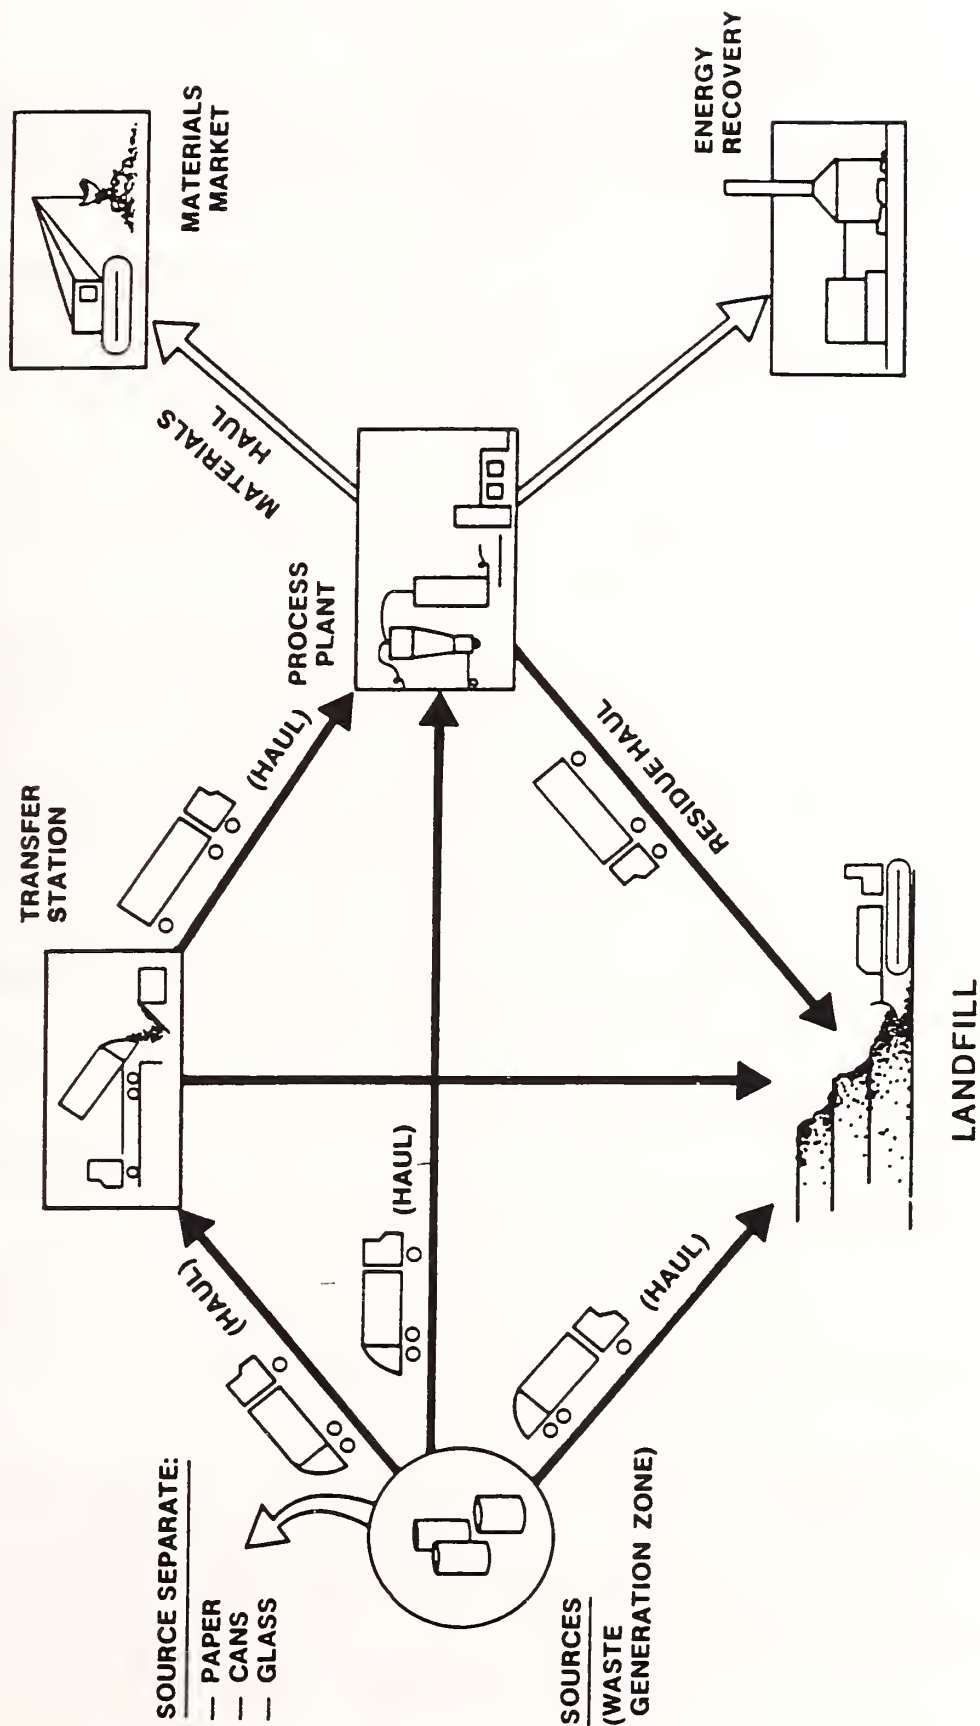 SOURCE SEPARATE:
— PAPER
— CANS
— GLASS
SOURCES
(WASTE
GENERATION ZONE)
(HAUL)
(HAUL)
(HAUL)
TRANSFER
STATION
(HAUL)
PROCESS
PLANT
RESIDUE HAUL
LANDFILL
MATERIALS
HAUL
MATERIALS
MARKET
ENERGY
RECOVERY